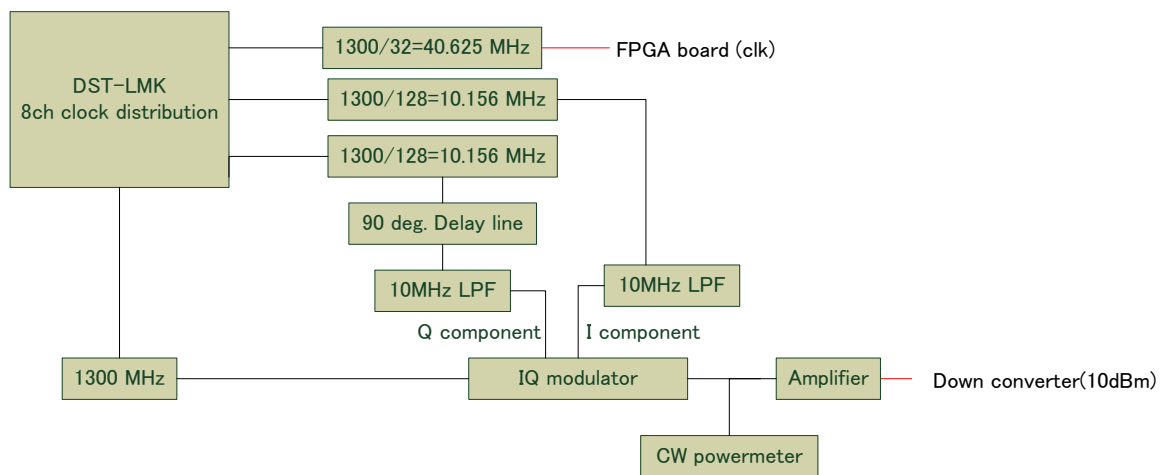 DST-LMK
8ch clock distribution
1300/32=40.625 MHz
FPGA board (clk)
1300/128=10.156 MHz
1300/128=10.156 MHz
90 deg. Delay line
10MHz LPF
10MHz LPF
Q component
I component
1300 MHz
IQ modulator
Amplifier
Down converter(10dBm)
CW powermeter